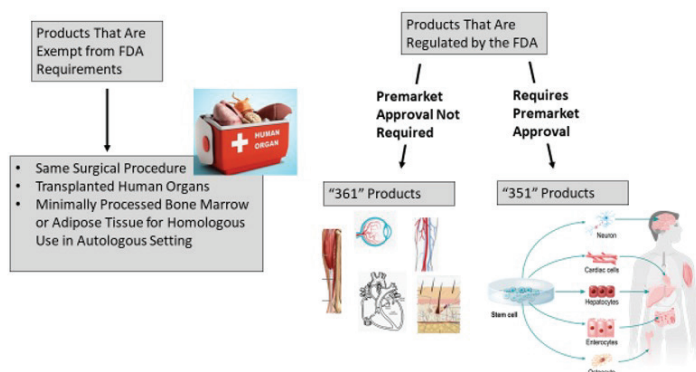 Products That Are
Exempt from FDA
Requirements
HUMAN
ORGAN
• Same Surgical Procedure
• Transplanted Human Organs
• Minimally Processed Bone Marrow
or Adipose Tissue for Homologous
Use in Autologous Setting
Products That Are
Regulated by the FDA
Premarket
Approval Not
Required
Requires
Premarket
Approval
“361” Products
“351” Products
Neuron
Cardiac cells
Hepatocytes
Stem cell
Enterocytes